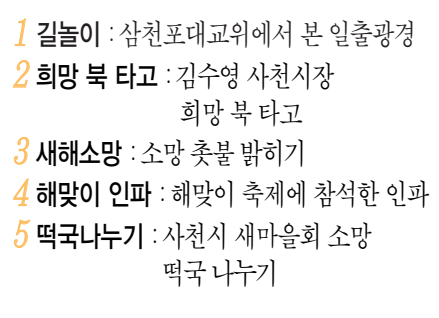 1 길놀이 : 삼천포대교위에서 본 일출광경
2 희망 북 타고 : 김수영 사천시장
희망 북 타고
3 새해소망 : 소망 촛불 밝히기
4 해맞이 인파 : 해맞이 축제에 참석한 인파
5 떡국나누기 : 사천시 새마을회 소망
떡국 나누기